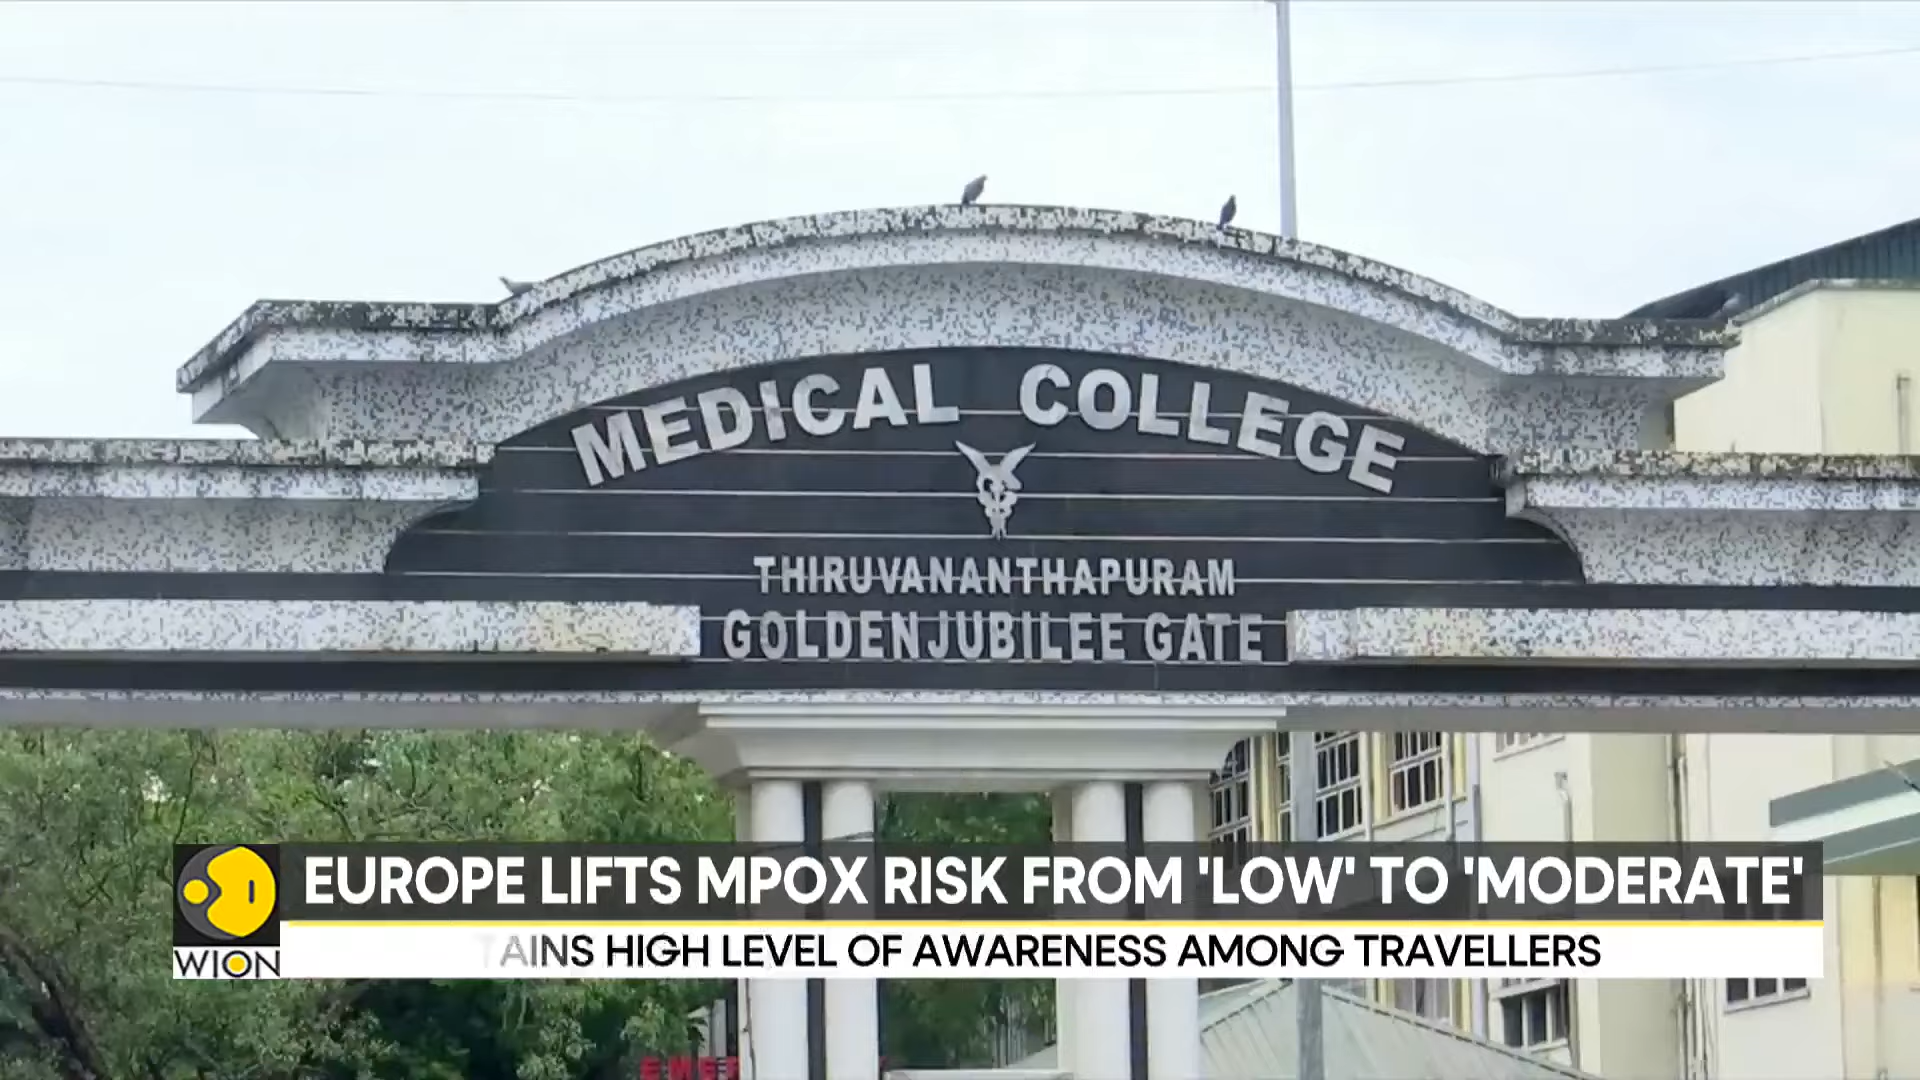 MEDICAL COLLEGE
THIRUVANANTHAPURAM
GOLDENJUBILEE GATE
EUROPE LIFTS MPOX RISK FROM 'LOW' TO 'MODERATE'
TAINS HIGH LEVEL OF AWARENESS AMONG TRAVELLERS
WION